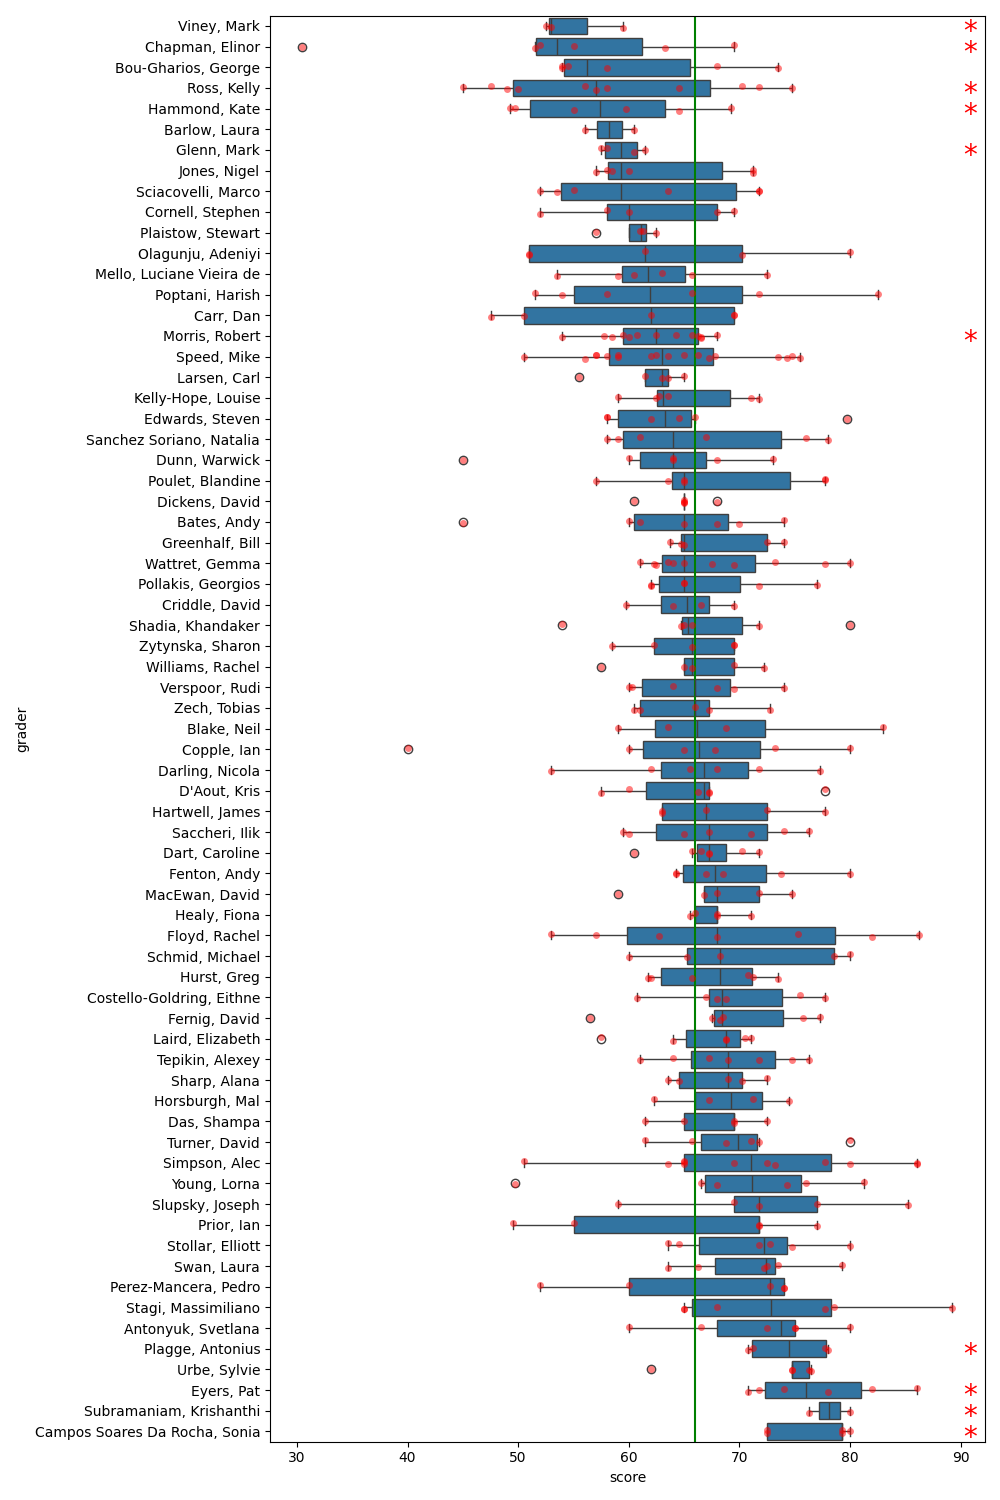 Viney, Mark
Chapman, Elinor
Bou-Gharios, George
Ross, Kelly
Hammond, Kate
Barlow, Laura
Glenn, Mark
Jones, Nigel
Sciacovelli, Marco
Cornell, Stephen
Plaistow, Stewart
Olagunju, Adeniyi
Mello, Luciane Vieira de
Poptani, Harish
Carr, Dan
Morris, Robert
Speed, Mike
Larsen, Carl
Kelly-Hope, Louise
Edwards, Steven
Sanchez Soriano, Natalia
Dunn, Warwick
Poulet, Blandine
Dickens, David
Bates, Andy
Greenhalf, Bill
Wattret, Gemma
Pollakis, Georgios
Criddle, David
Shadia, Khandaker
Zytynska, Sharon
Williams, Rachel
Verspoor, Rudi
Zech, Tobias
Blake, Neil
Copple, Ian
Darling, Nicola
D'Aout, Kris
Hartwell, James
Saccheri, Ilik
Dart, Caroline
Fenton, Andy
MacEwan, David
Healy, Fiona
Floyd, Rachel
Schmid, Michael
Hurst, Greg
Costello-Goldring, Eithne
Fernig, David
Laird, Elizabeth
Tepikin, Alexey
Sharp, Alana
Horsburgh, Mal
Das, Shampa
Turner, David
Simpson, Alec
Young, Lorna
Slupsky, Joseph
Prior, Ian
Stollar, Elliott
Swan, Laura
Perez-Mancera, Pedro
Stagi, Massimiliano
Antonyuk, Svetlana
Plagge, Antonius
Urbe, Sylvie
Eyers, Pat
Subramaniam, Krishanthi
Campos Soares Da Rocha, Sonia
grader
30 40 50 60 70 80 90
score